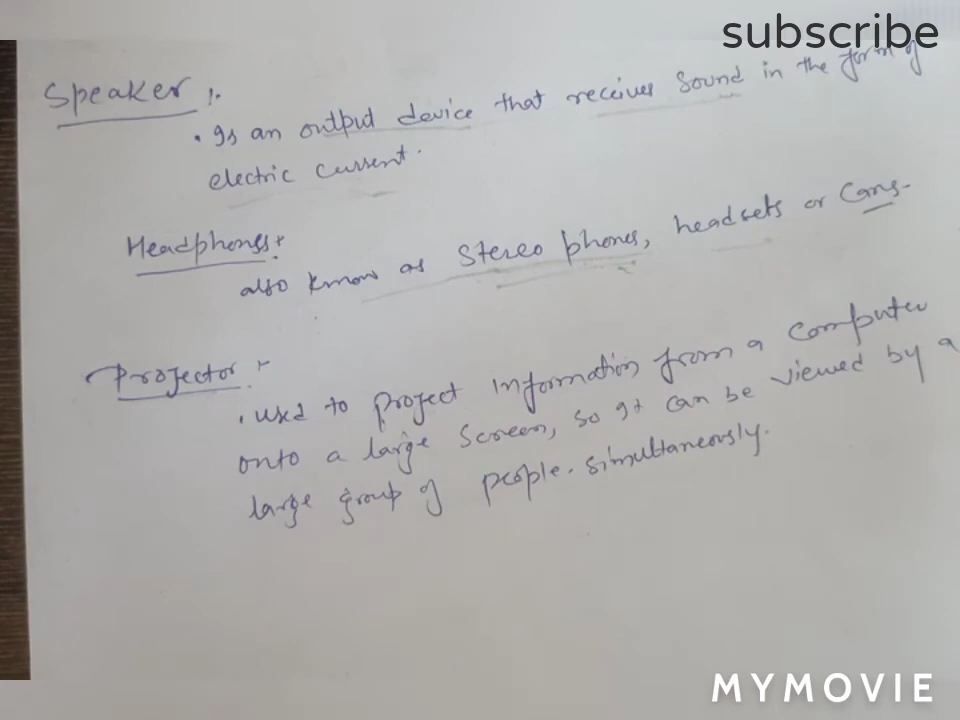 subscribe
Speaker :-
• Is an output device that receives Sound in the form of
electric current.
Headphones :-
also know as Stereo phones, headsets or Cans.
Projector :-
• used to project information from a Computer
onto a large Screen, so It can be viewed by a
large group of people. simultaneously.
MYMOVIE